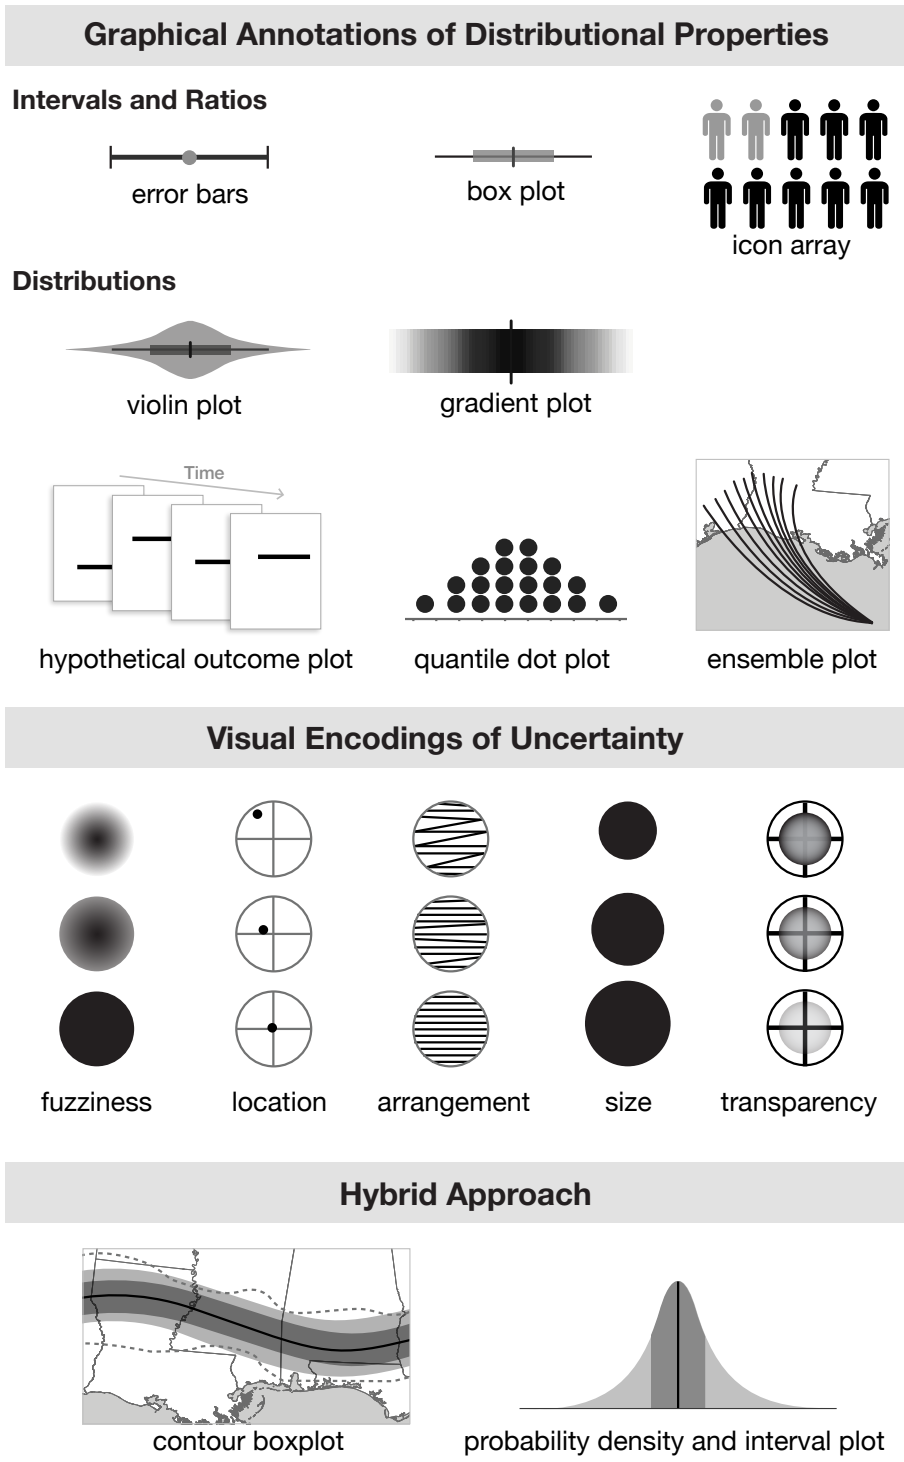 Graphical Annotations of Distributional Properties
Intervals and Ratios
error bars
box plot
icon array
Distributions
violin plot
gradient plot
Time
hypothetical outcome plot
quantile dot plot
ensemble plot
Visual Encodings of Uncertainty
fuzziness
location
arrangement
size
transparency
Hybrid Approach
contour boxplot
probability density and interval plot